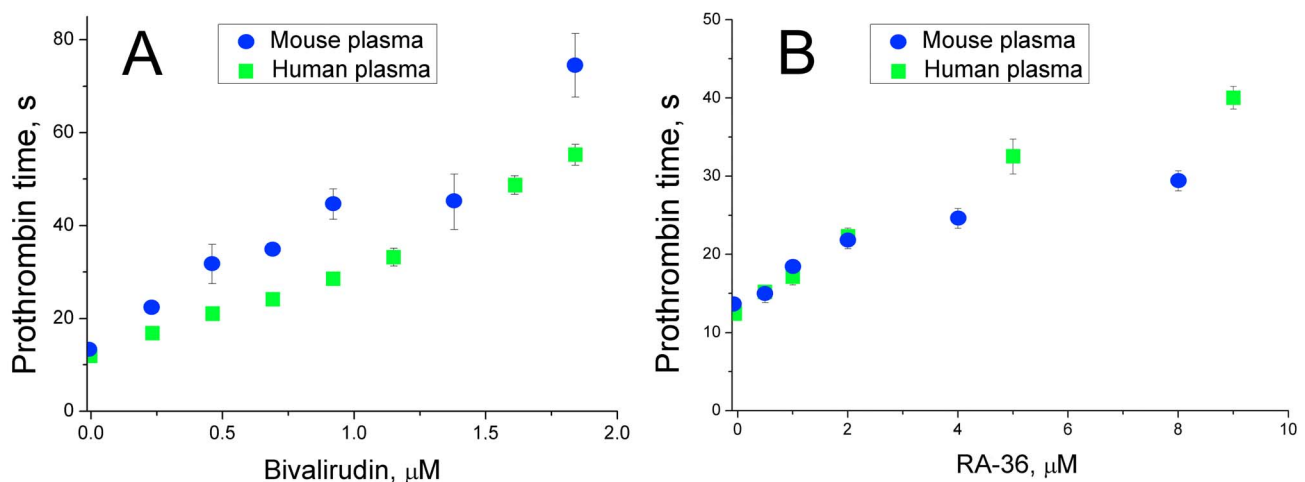 A
Mouse plasma
Human plasma
Prothrombin time, s
80
60
40
20
0
0.0
0.5
1.0
1.5
2.0
Bivalirudin, µM
B
Mouse plasma
Human plasma
Prothrombin time, s
50
40
30
20
10
0
0
2
4
6
8
10
RA-36, µM